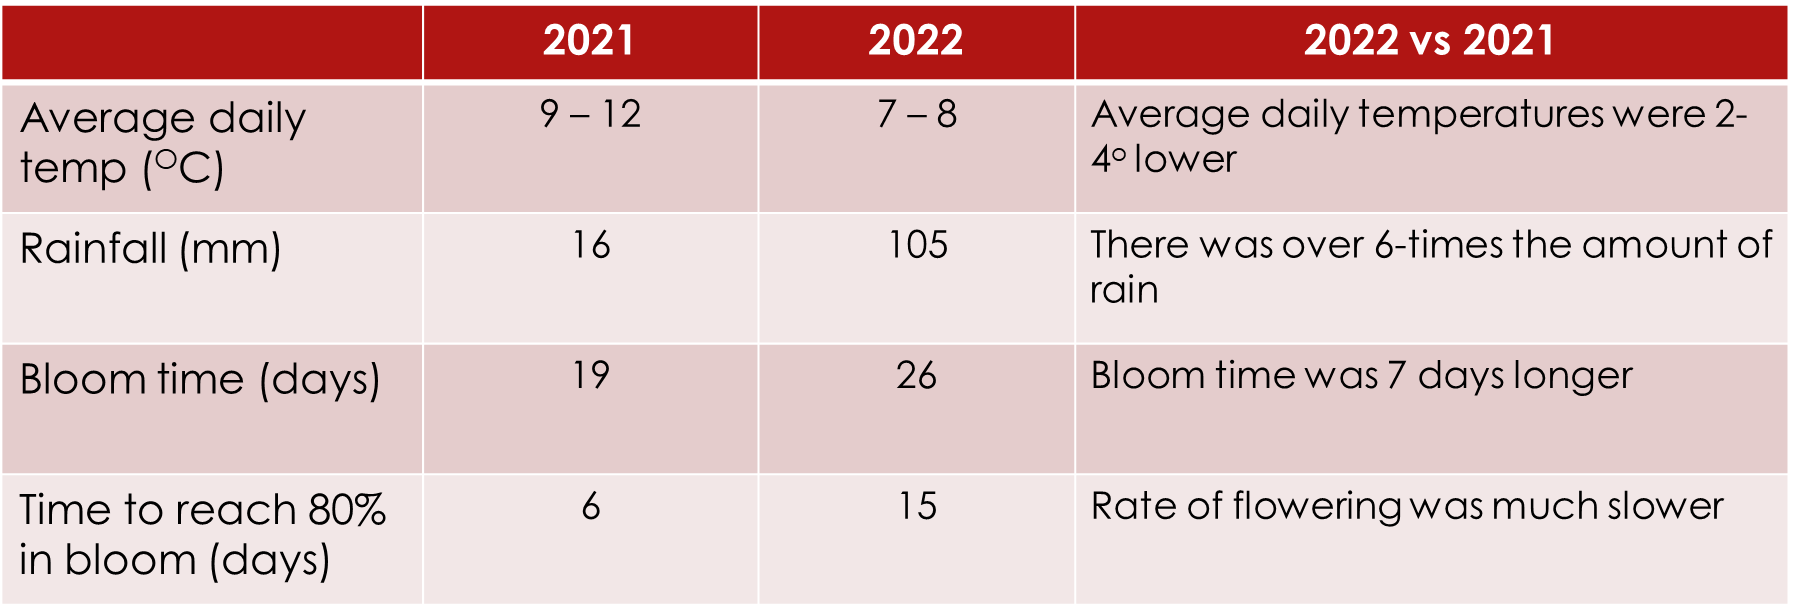 2021 2022 2022 vs 2021
Average daily 9 – 12 7 – 8 Average daily temperatures were 2-
temp (°C) 4° lower
Rainfall (mm) 16 105 There was over 6-times the amount of
rain
Bloom time (days) 19 26 Bloom time was 7 days longer
Time to reach 80% 6 15 Rate of flowering was much slower
in bloom (days)